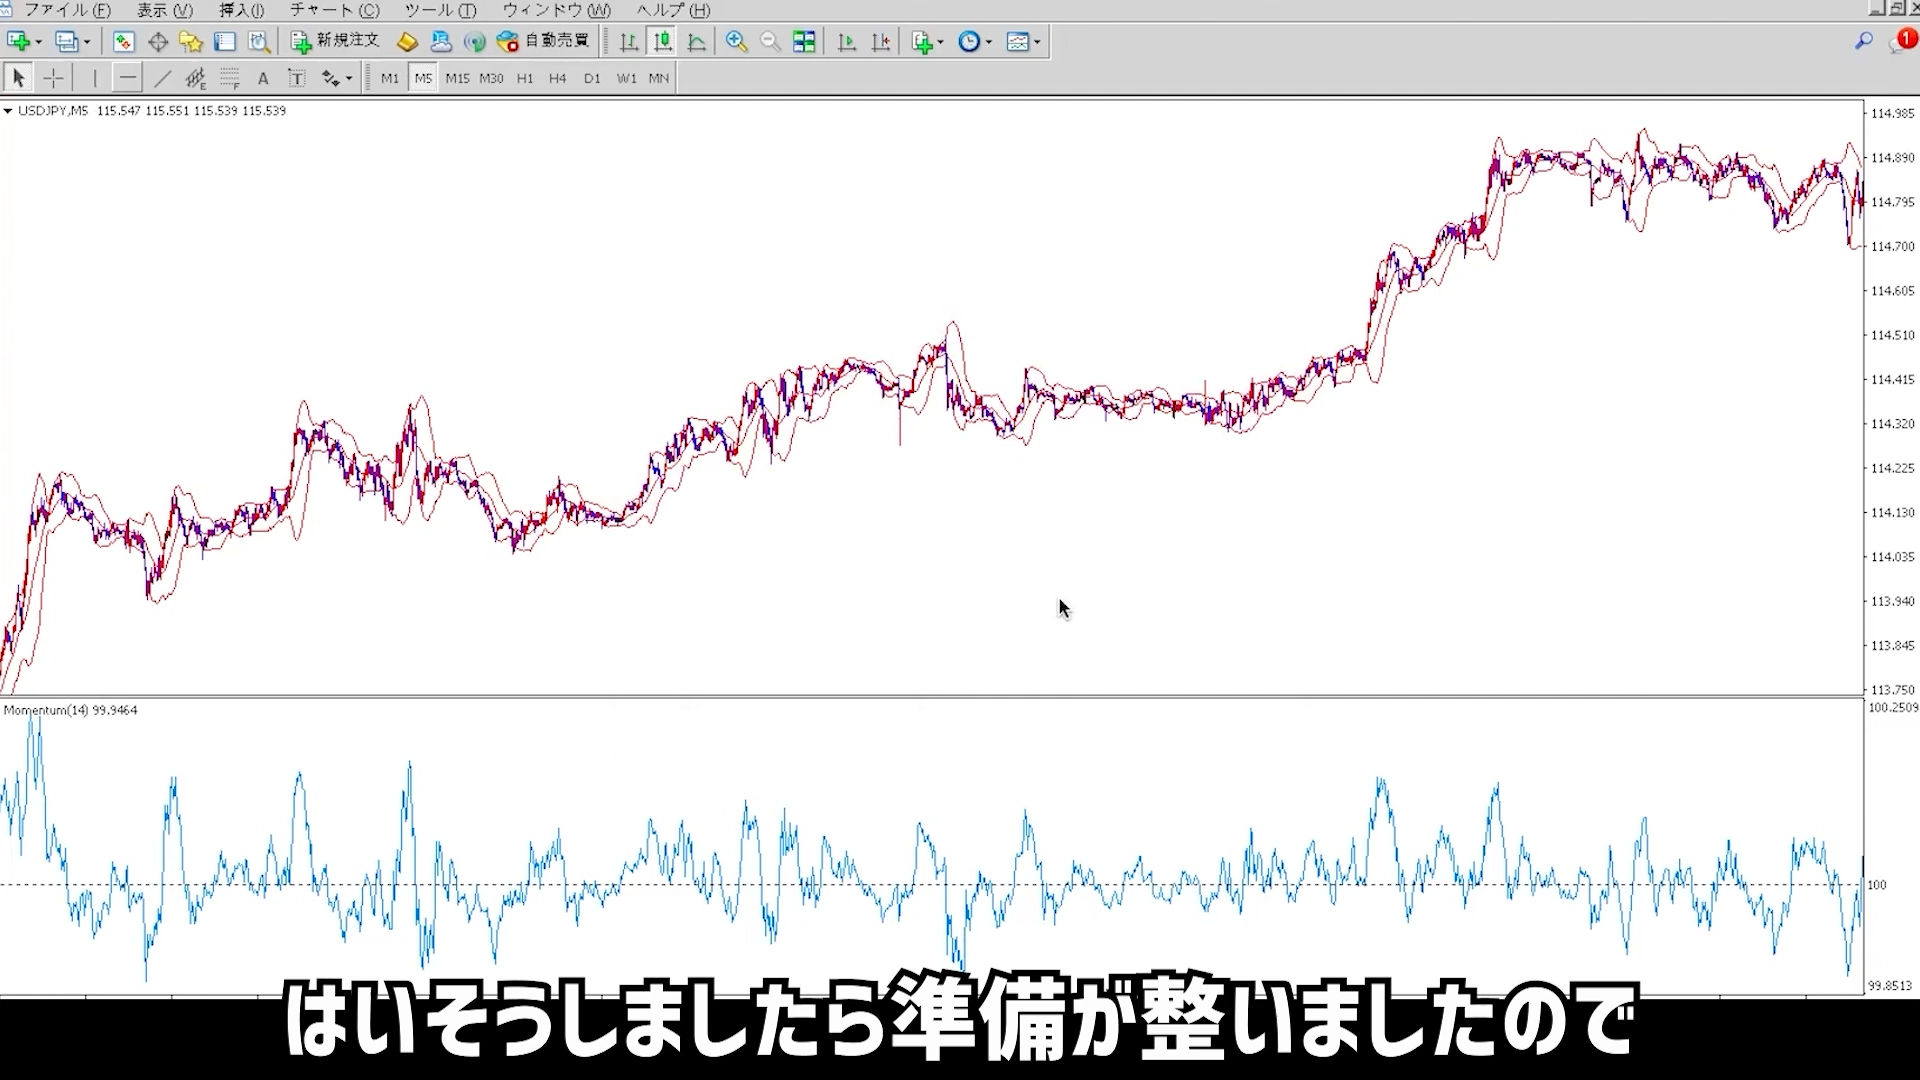 ファイル(F) 表示(V) 挿入(I) チャート(C) ツール(T) ウィンドウ(W) ヘルプ(H)
新規注文 自動売買 1
E F A T M1 M5 M15 M30 H1 H4 D1 W1 MN
USDJPY,M5 115.547 115.551 115.539 115.539
114.985
114.890
114.795
114.700
114.605
114.510
114.415
114.320
114.225
114.130
114.035
113.940
113.845
113.750
Momentum(14) 99.9464
100.2509
100
99.8513
はいそうしましたら準備が整いましたので